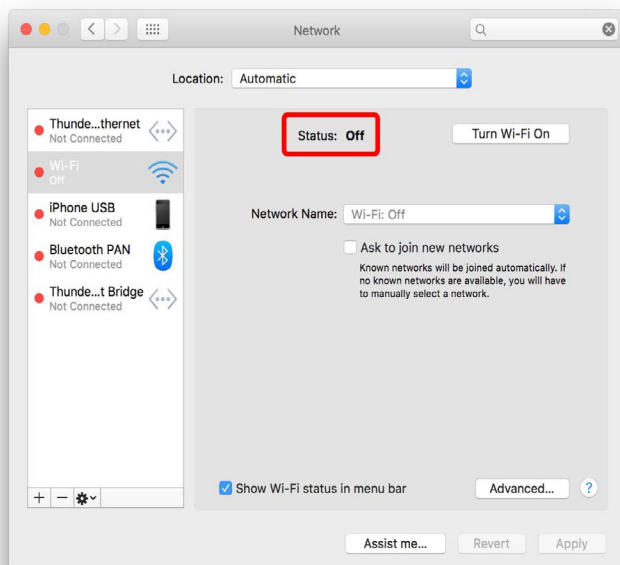 Network
Location: Automatic
Thunde...thernet
Not Connected
Wi-Fi
Off
iPhone USB
Not Connected
Bluetooth PAN
Not Connected
Thunde...t Bridge
Not Connected
Status: Off
Turn Wi-Fi On
Network Name: Wi-Fi: Off
Ask to join new networks
Known networks will be joined automatically. If
no known networks are available, you will have
to manually select a network.
+ −
Show Wi-Fi status in menu bar
Advanced... ?
Assist me... Revert Apply